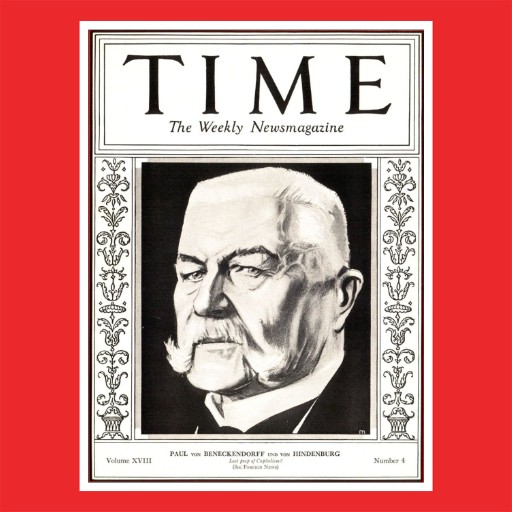 TIME
The Weekly Newsmagazine
m
Volume XVIII
PAUL VON BENECKENDORFF UND VON HINDENBURG
Last prop of Capitalism?
(See Foreign News)
Number 4